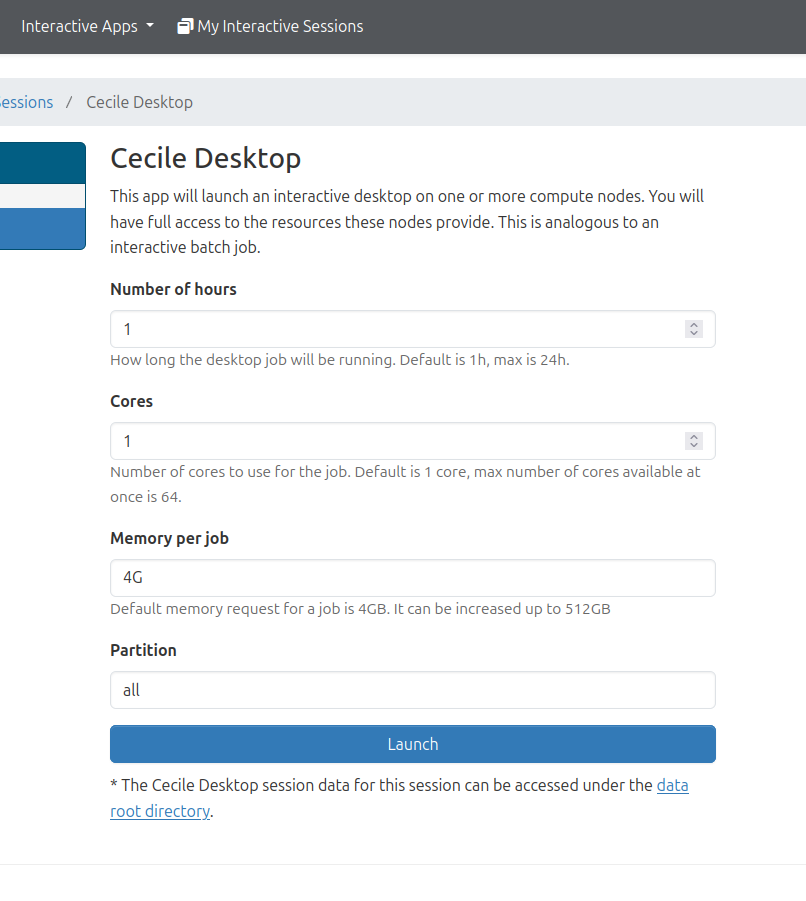 Interactive Apps My Interactive Sessions
essions / Cecile Desktop
Cecile Desktop
This app will launch an interactive desktop on one or more compute nodes. You will
have full access to the resources these nodes provide. This is analogous to an
interactive batch job.
Number of hours
1
How long the desktop job will be running. Default is 1h, max is 24h.
Cores
1
Number of cores to use for the job. Default is 1 core, max number of cores available at
once is 64.
Memory per job
4G
Default memory request for a job is 4GB. It can be increased up to 512GB
Partition
all
Launch
* The Cecile Desktop session data for this session can be accessed under the data
root directory.